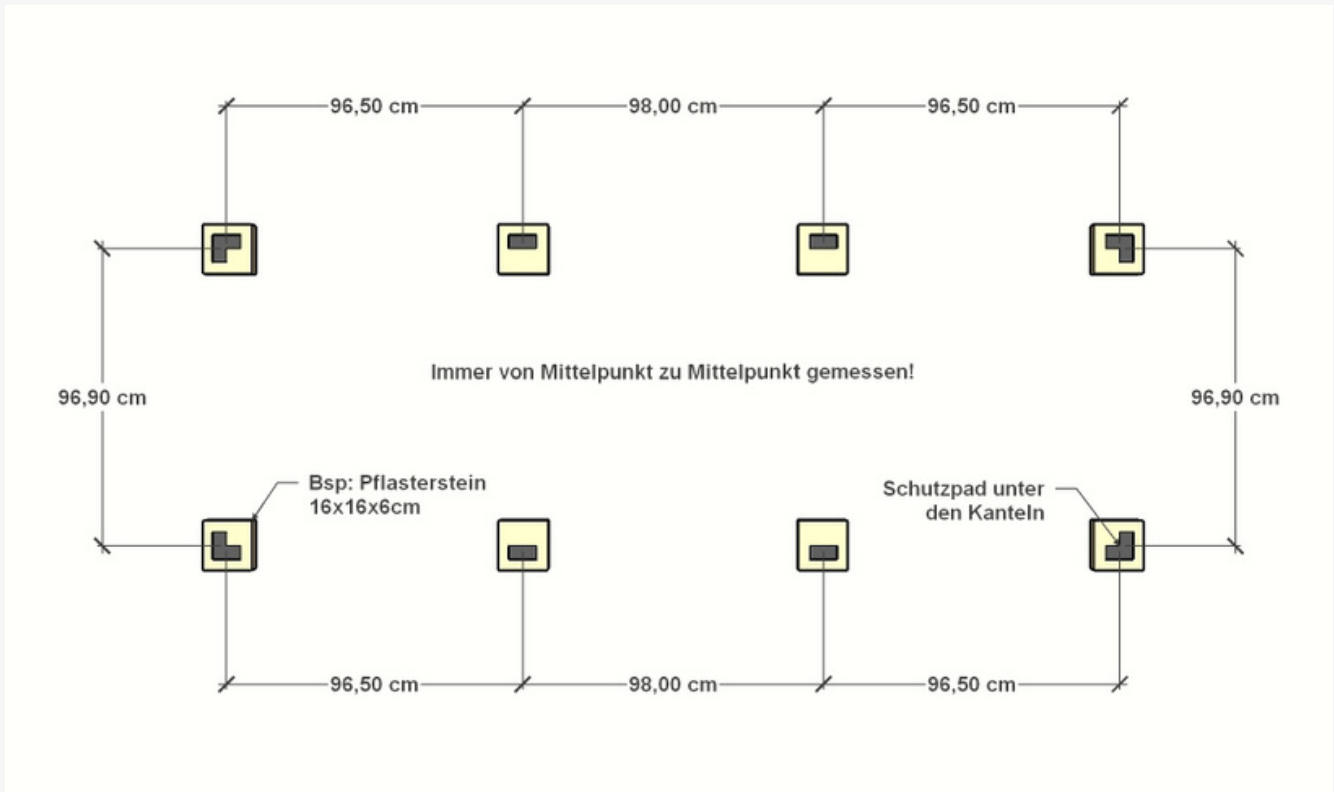 96,50 cm 98,00 cm 96,50 cm
Immer von Mittelpunkt zu Mittelpunkt gemessen!
96,90 cm 96,90 cm
Bsp: Pflasterstein
16x16x6cm
Schutzpad unter
den Kanteln
96,50 cm 98,00 cm 96,50 cm